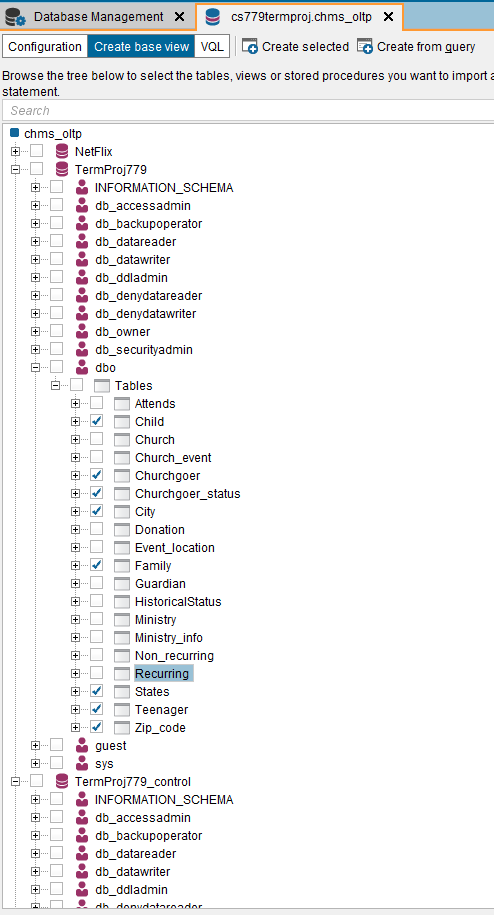 Database Management
cs779termproj.chms_oltp
Configuration Create base view VQL Create selected Create from query
Browse the tree below to select the tables, views or stored procedures you want to import a
statement.
Search
chms_oltp
NetFlix
TermProj779
INFORMATION_SCHEMA
db_accessadmin
db_backupoperator
db_datareader
db_datawriter
db_ddladmin
db_denydatareader
db_denydatawriter
db_owner
db_securityadmin
dbo
Tables
Attends
Child
Church
Church_event
Churchgoer
Churchgoer_status
City
Donation
Event_location
Family
Guardian
HistoricalStatus
Ministry
Ministry_info
Non_recurring
Recurring
States
Teenager
Zip_code
guest
sys
TermProj779_control
INFORMATION_SCHEMA
db_accessadmin
db_backupoperator
db_datareader
db_datawriter
db_ddladmin
db_denydatareader